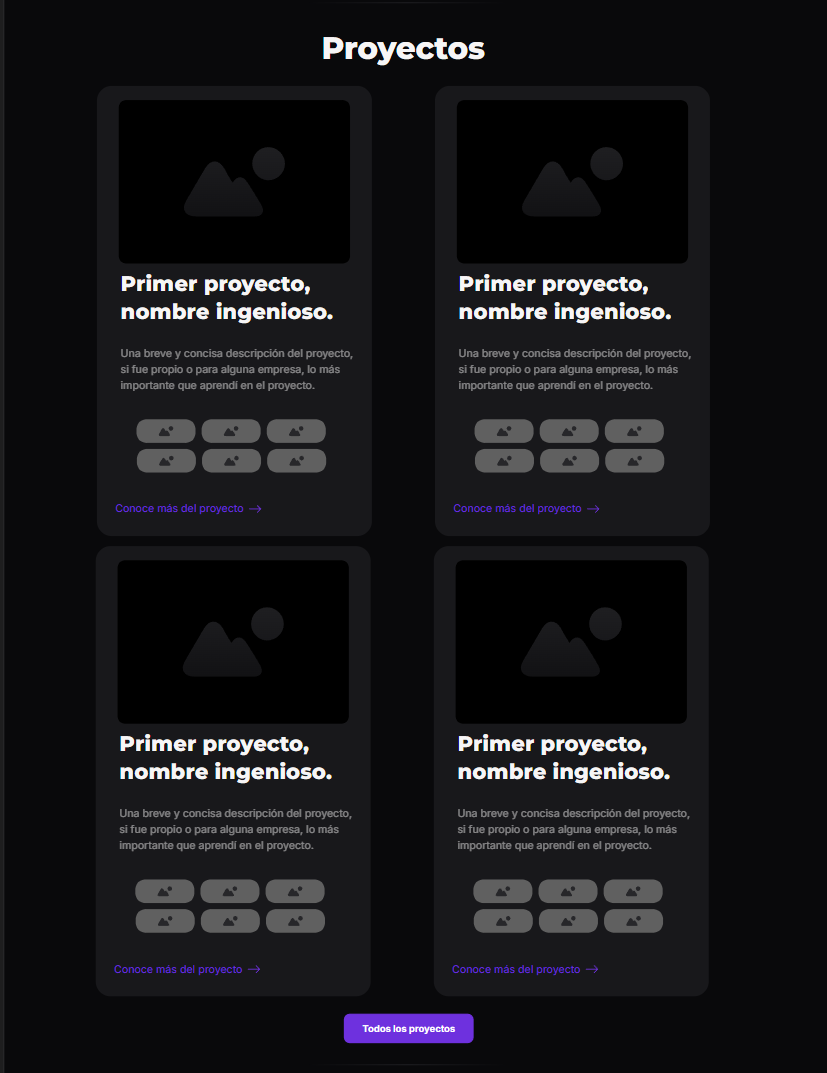 Proyectos
Primer proyecto,
nombre ingenioso.
Una breve y concisa descripción del proyecto,
si fue propio o para alguna empresa, lo más
importante que aprendí en el proyecto.
Conoce más del proyecto
Primer proyecto,
nombre ingenioso.
Una breve y concisa descripción del proyecto,
si fue propio o para alguna empresa, lo más
importante que aprendí en el proyecto.
Conoce más del proyecto
Primer proyecto,
nombre ingenioso.
Una breve y concisa descripción del proyecto,
si fue propio o para alguna empresa, lo más
importante que aprendí en el proyecto.
Conoce más del proyecto
Primer proyecto,
nombre ingenioso.
Una breve y concisa descripción del proyecto,
si fue propio o para alguna empresa, lo más
importante que aprendí en el proyecto.
Conoce más del proyecto
Todos los proyectos